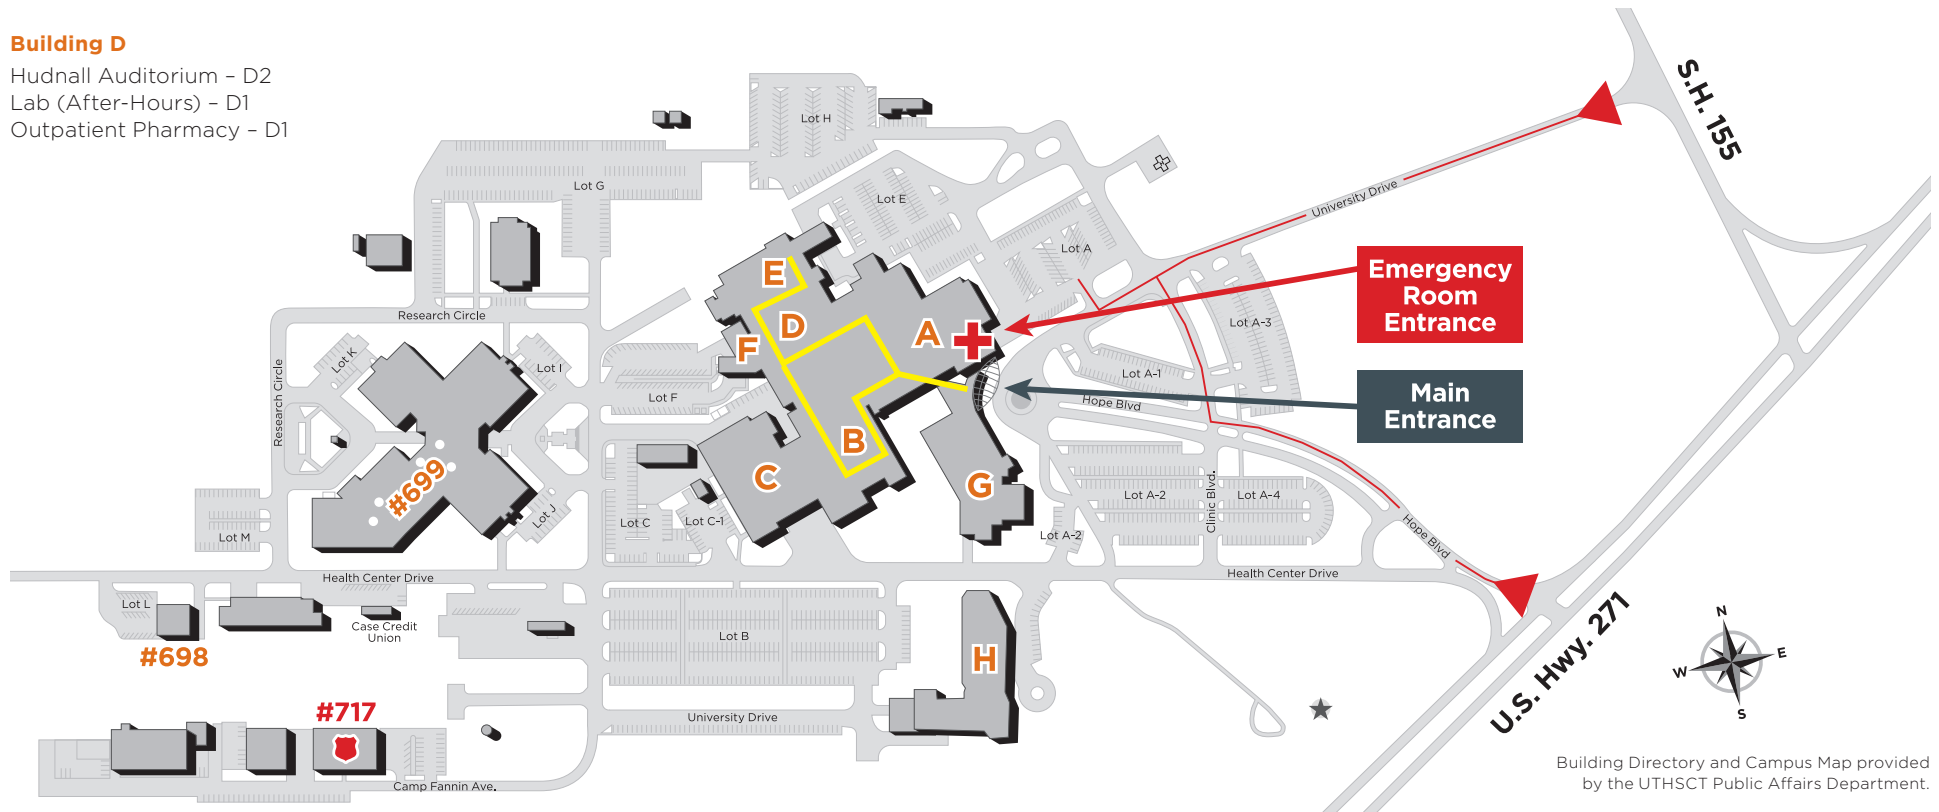 Building D
Hudnall Auditorium – D2
Lab (After-Hours) – D1
Outpatient Pharmacy – D1
S.H. 155
Lot H
Lot G
Lot E
University Drive
Lot A
Emergency
Room
Entrance
E
D
A
F
Research Circle
Lot A-3
Lot K
Lot I
Research Circle
Lot F
Lot A-1
Hope Blvd
Main
Entrance
B
C
G
#699
Lot J
Lot M
Lot C
Lot C-1
Lot A-2
Clinic Blvd.
Lot A-4
Lot A-2
Hope Blvd
Health Center Drive
Health Center Drive
Lot L
Case Credit
Union
#698
Lot B
H
U.S. Hwy. 271
N
E
W
S
#717
University Drive
Camp Fannin Ave.
Building Directory and Campus Map provided
by the UTHSCT Public Affairs Department.